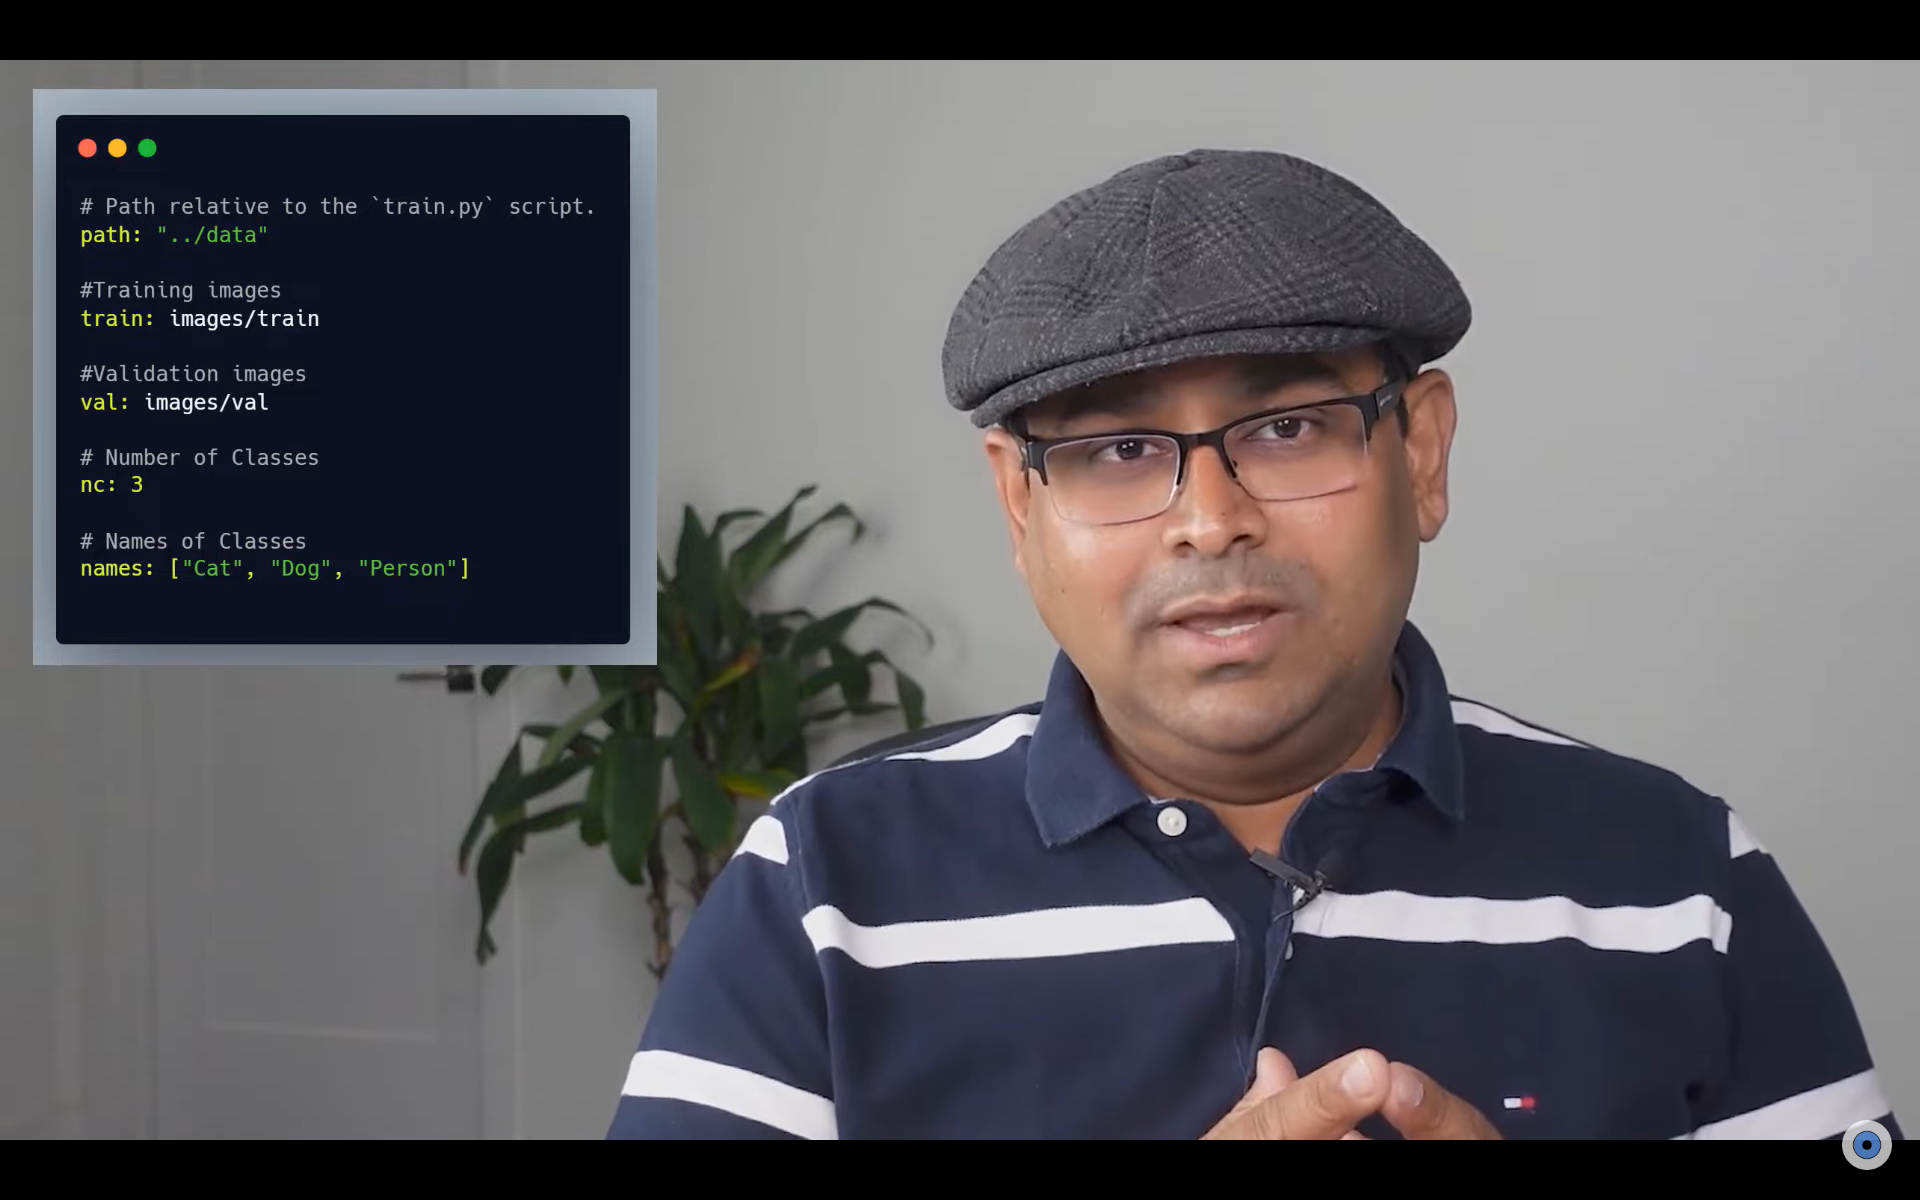 # Path relative to the `train.py` script.
path: "../data"
#Training images
train: images/train
#Validation images
val: images/val
# Number of Classes
nc: 3
# Names of Classes
names: ["Cat", "Dog", "Person"]